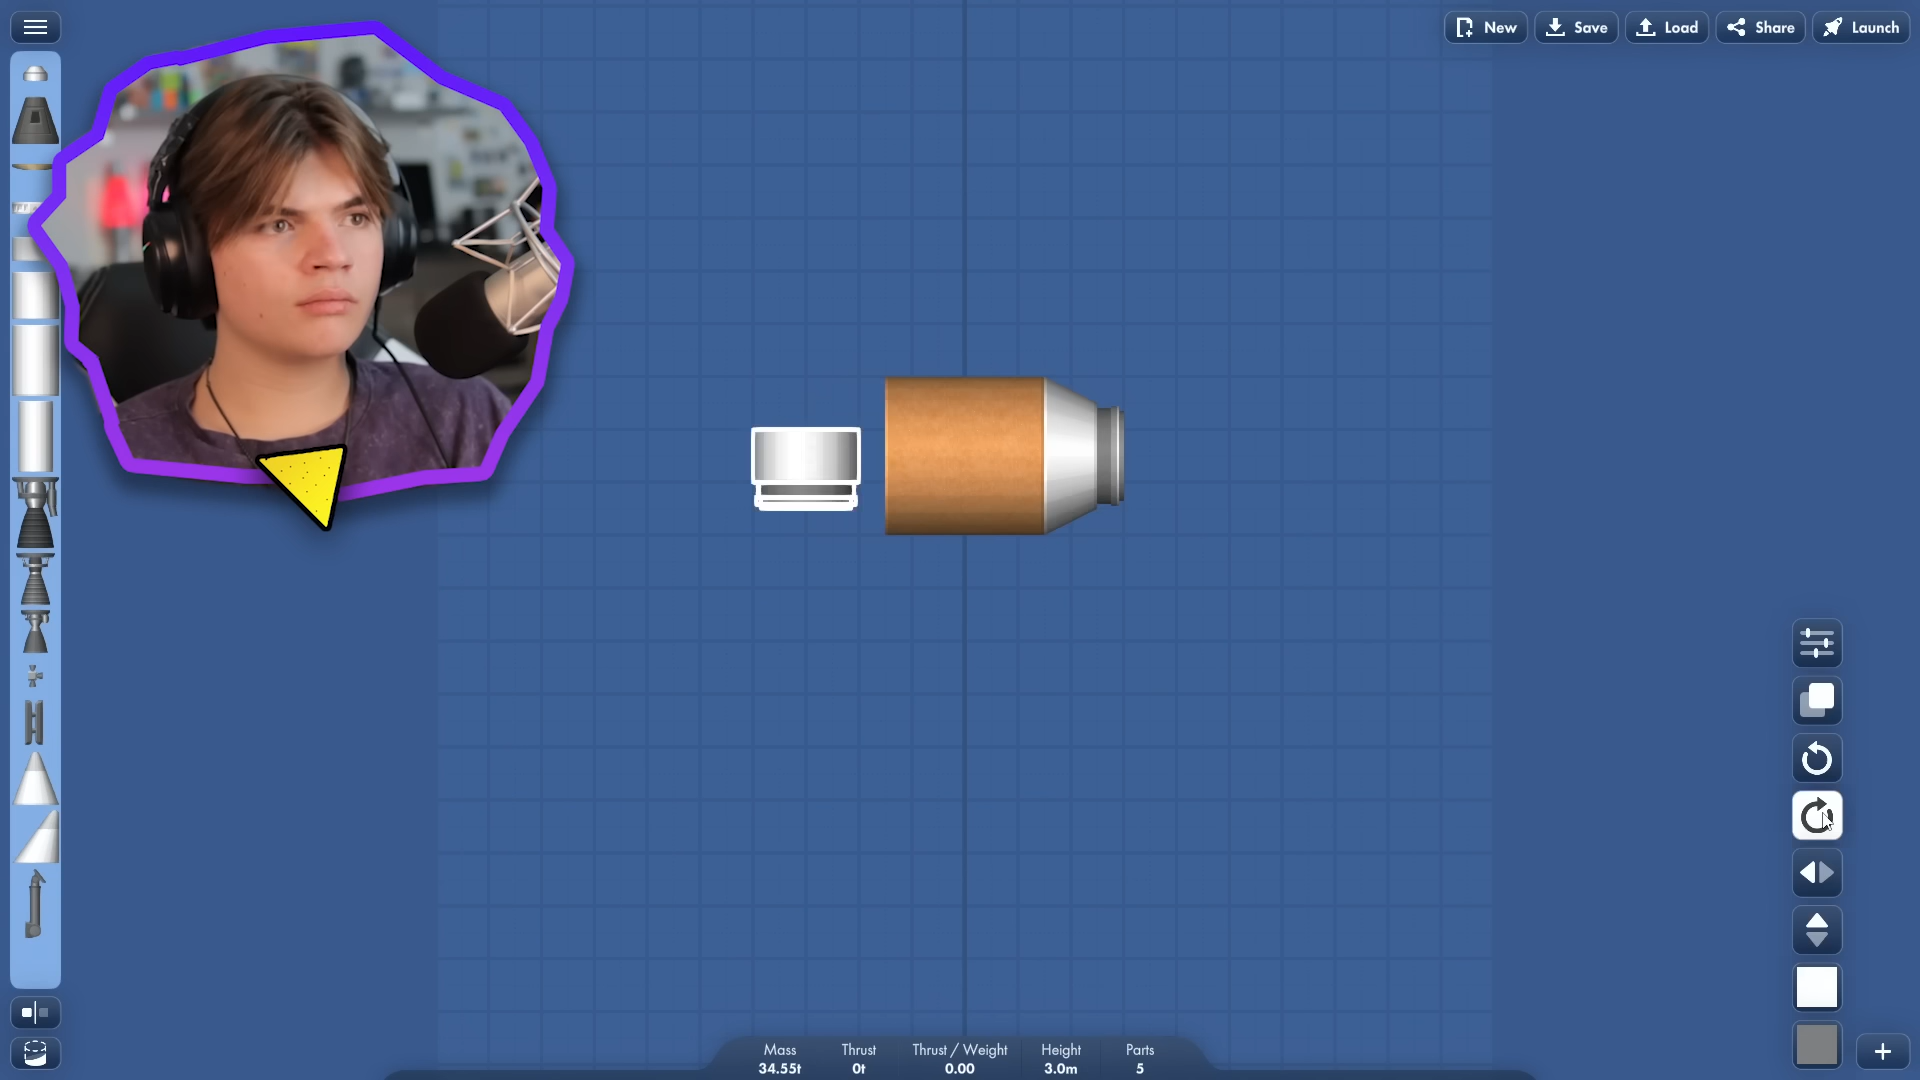 New Save Load Share Launch
Mass Thrust Thrust / Weight Height Parts
34.55t 0t 0.00 3.0m 5